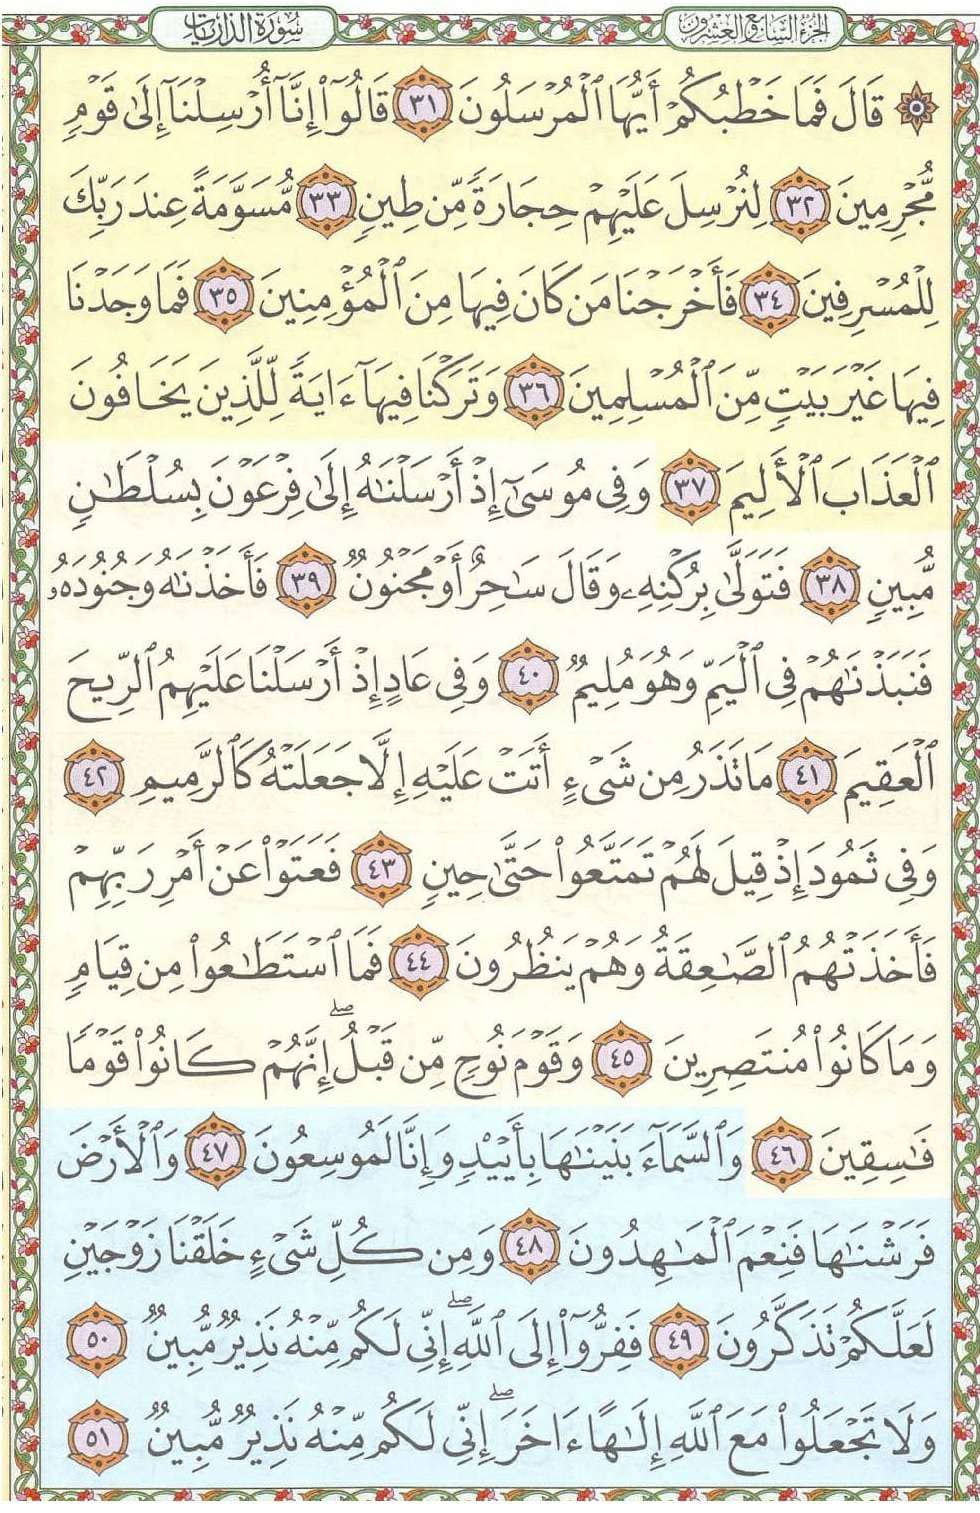 الجزء السابع والعشرون
سورة الذاريات
۞ قَالَ فَمَا خَطۡبُكُمۡ أَيُّهَا ٱلۡمُرۡسَلُونَ ٣١ قَالُوٓاْ إِنَّآ أُرۡسِلۡنَآ إِلَىٰ قَوۡمٖ
مُّجۡرِمِينَ ٣٢ لِنُرۡسِلَ عَلَيۡهِمۡ حِجَارَةٗ مِّن طِينٖ ٣٣ مُّسَوَّمَةً عِندَ رَبِّكَ
لِلۡمُسۡرِفِينَ ٣٤ فَأَخۡرَجۡنَا مَن كَانَ فِيهَا مِنَ ٱلۡمُؤۡمِنِينَ ٣٥ فَمَا وَجَدۡنَا
فِيهَا غَيۡرَ بَيۡتٖ مِّنَ ٱلۡمُسۡلِمِينَ ٣٦ وَتَرَكۡنَا فِيهَآ ءَايَةٗ لِّلَّذِينَ يَخَافُونَ
ٱلۡعَذَابَ ٱلۡأَلِيمَ ٣٧ وَفِي مُوسَىٰٓ إِذۡ أَرۡسَلۡنَٰهُ إِلَىٰ فِرۡعَوۡنَ بِسُلۡطَٰنٖ
مُّبِينٖ ٣٨ فَتَوَلَّىٰ بِرُكۡنِهِۦ وَقَالَ سَٰحِرٌ أَوۡ مَجۡنُونٞ ٣٩ فَأَخَذۡنَٰهُ وَجُنُودَهُۥ
فَنَبَذۡنَٰهُمۡ فِي ٱلۡيَمِّ وَهُوَ مُلِيمٞ ٤٠ وَفِي عَادٍ إِذۡ أَرۡسَلۡنَا عَلَيۡهِمُ ٱلرِّيحَ
ٱلۡعَقِيمَ ٤١ مَا تَذَرُ مِن شَيۡءٍ أَتَتۡ عَلَيۡهِ إِلَّا جَعَلَتۡهُ كَٱلرَّمِيمِ ٤٢
وَفِي ثَمُودَ إِذۡ قِيلَ لَهُمۡ تَمَتَّعُواْ حَتَّىٰ حِينٖ ٤٣ فَعَتَوۡاْ عَنۡ أَمۡرِ رَبِّهِمۡ
فَأَخَذَتۡهُمُ ٱلصَّٰعِقَةُ وَهُمۡ يَنظُرُونَ ٤٤ فَمَا ٱسۡتَطَٰعُواْ مِن قِيَامٖ
وَمَا كَانُواْ مُنتَصِرِينَ ٤٥ وَقَوۡمَ نُوحٖ مِّن قَبۡلُۖ إِنَّهُمۡ كَانُواْ قَوۡمٗا
فَٰسِقِينَ ٤٦ وَٱلسَّمَآءَ بَنَيۡنَٰهَا بِأَيۡيْدٖ وَإِنَّا لَمُوسِعُونَ ٤٧ وَٱلۡأَرۡضَ
فَرَشۡنَٰهَا فَنِعۡمَ ٱلۡمَٰهِدُونَ ٤٨ وَمِن كُلِّ شَيۡءٍ خَلَقۡنَا زَوۡجَيۡنِ
لَعَلَّكُمۡ تَذَكَّرُونَ ٤٩ فَفِرُّوٓاْ إِلَى ٱللَّهِۖ إِنِّي لَكُم مِّنۡهُ نَذِيرٞ مُّبِينٞ ٥٠
وَلَا تَجۡعَلُواْ مَعَ ٱللَّهِ إِلَٰهًا ءَاخَرَۖ إِنِّي لَكُم مِّنۡهُ نَذِيرٞ مُّبِينٞ ٥١